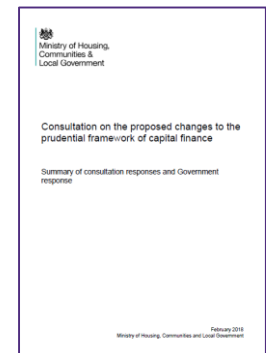 Ministry of Housing,
Communities &
Local Government
Consultation on the proposed changes to the
prudential framework of capital finance
Summary of consultation responses and Government
response
February 2018
Ministry of Housing, Communities and Local Government